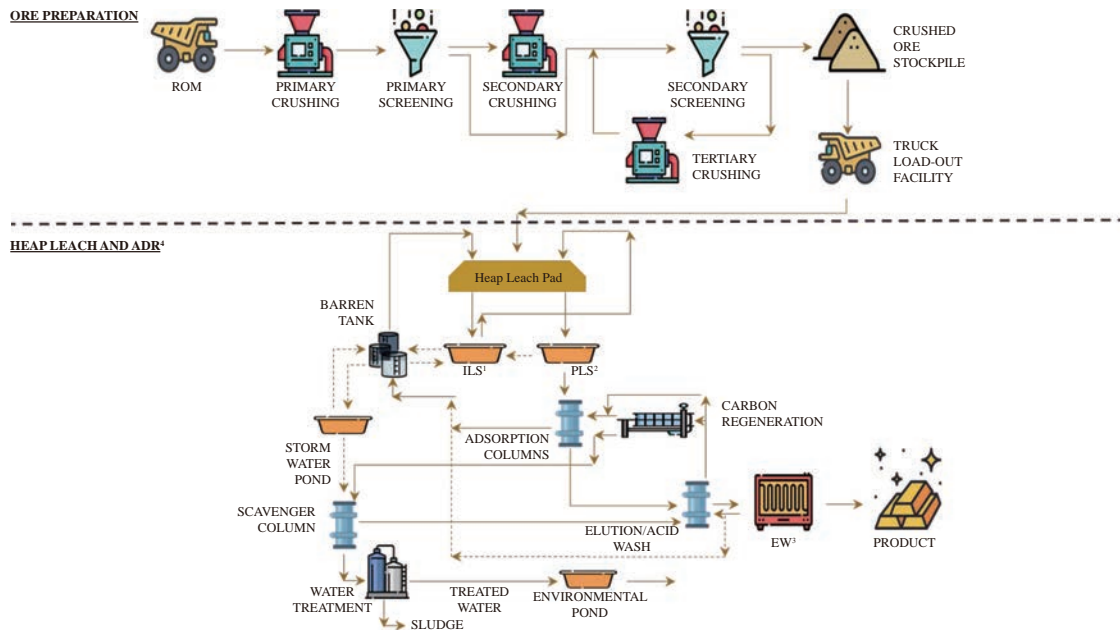 ORE PREPARATION
ROM
PRIMARY
CRUSHING
PRIMARY
SCREENING
SECONDARY
CRUSHING
SECONDARY
SCREENING
CRUSHED
ORE
STOCKPILE
TERTIARY
CRUSHING
TRUCK
LOAD-OUT
FACILITY
HEAP LEACH AND ADR⁴
Heap Leach Pad
BARREN
TANK
ILS¹
PLS²
CARBON
REGENERATION
ADSORPTION
COLUMNS
STORM
WATER
POND
SCAVENGER
COLUMN
ELUTION/ACID
WASH
EW³
PRODUCT
WATER
TREATMENT
TREATED
WATER
ENVIRONMENTAL
POND
SLUDGE